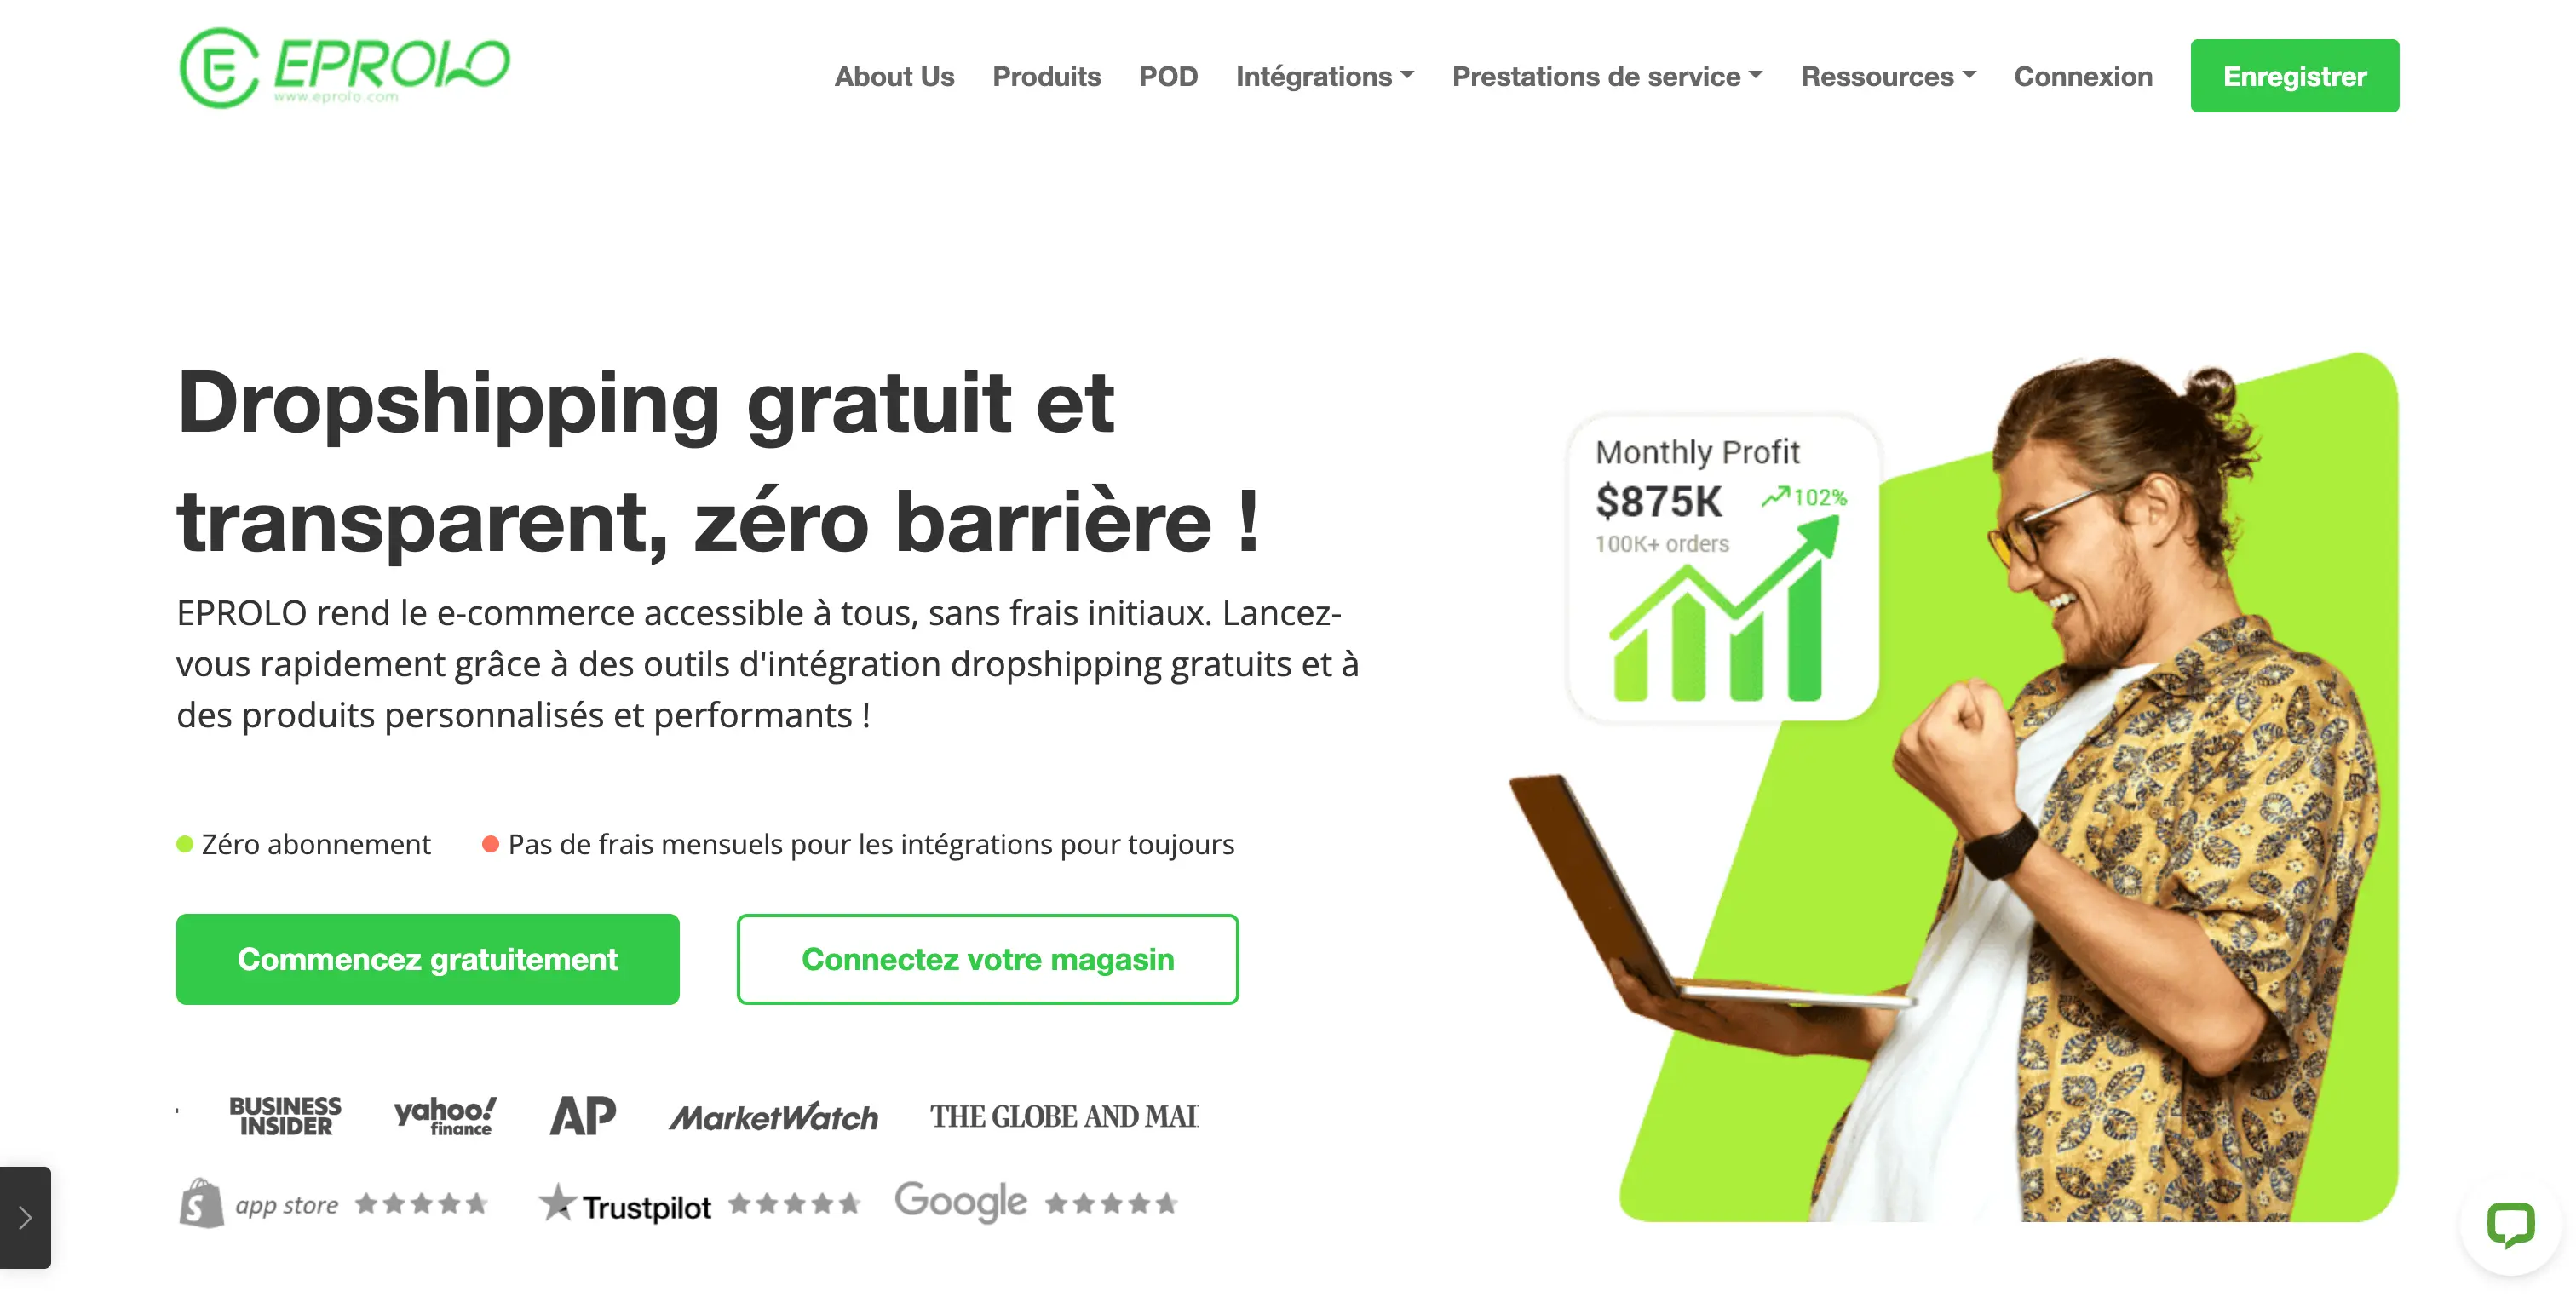 EPROLO
www.eprolo.com
About Us Produits POD Intégrations Prestations de service Ressources Connexion Enregistrer
Dropshipping gratuit et
transparent, zéro barrière !
EPROLO rend le e-commerce accessible à tous, sans frais initiaux. Lancez-
vous rapidement grâce à des outils d'intégration dropshipping gratuits et à
des produits personnalisés et performants !
Zéro abonnement Pas de frais mensuels pour les intégrations pour toujours
Commencez gratuitement Connectez votre magasin
BUSINESS
INSIDER
yahoo!
finance
AP
MarketWatch
THE GLOBE AND MAI
app store Trustpilot Google
Monthly Profit
$875K 102%
100K+ orders